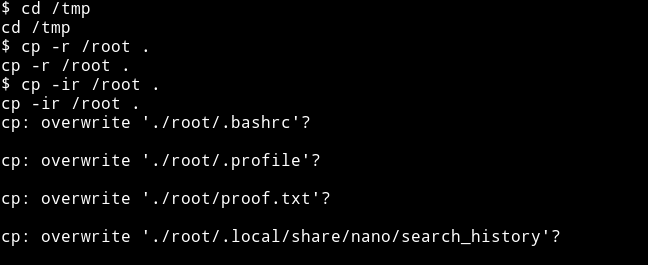 $ cd /tmp
cd /tmp
$ cp -r /root .
cp -r /root .
$ cp -ir /root .
cp -ir /root .
cp: overwrite './root/.bashrc'?
cp: overwrite './root/.profile'?
cp: overwrite './root/proof.txt'?
cp: overwrite './root/.local/share/nano/search_history'?